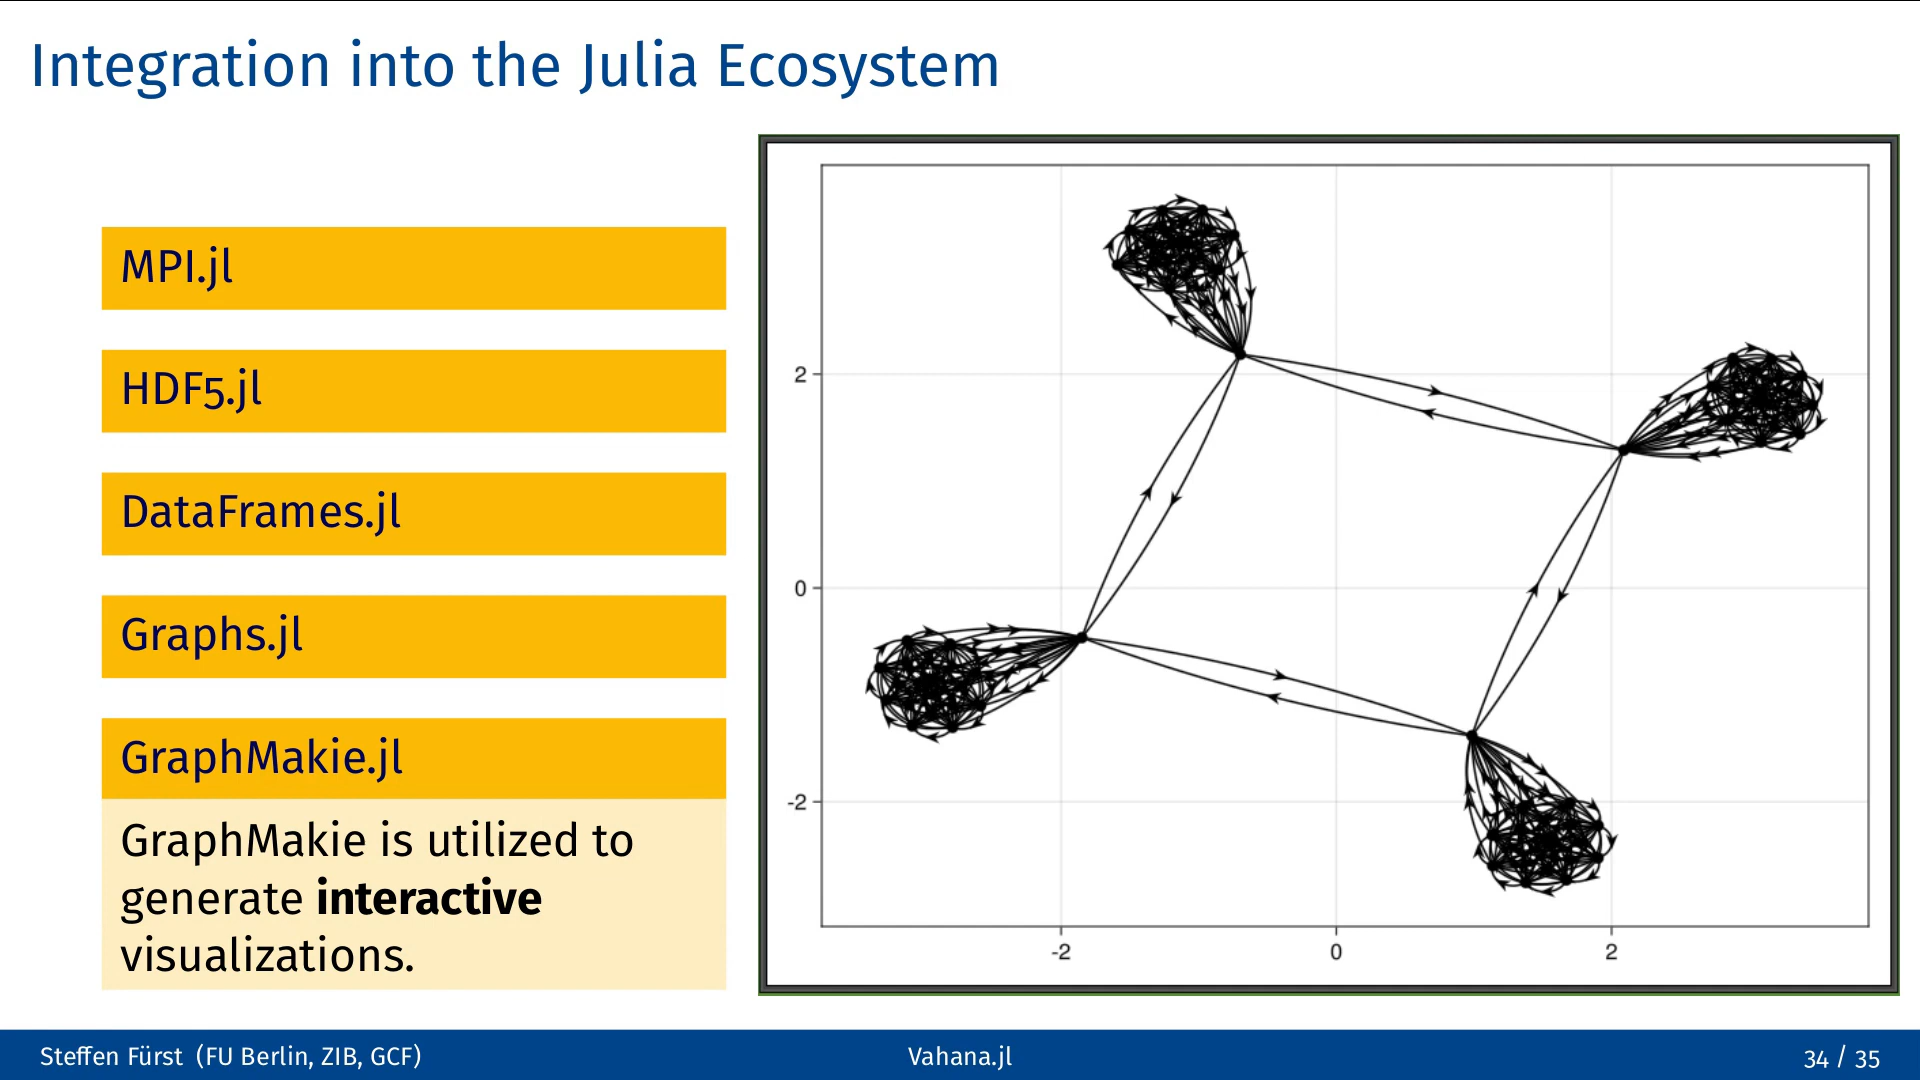 Integration into the Julia Ecosystem
MPI.jl
HDF5.jl
DataFrames.jl
Graphs.jl
GraphMakie.jl
GraphMakie is utilized to
generate interactive
visualizations.
2
0
-2
-2
0
2
Steffen Fürst (FU Berlin, ZIB, GCF)
Vahana.jl
34 / 35